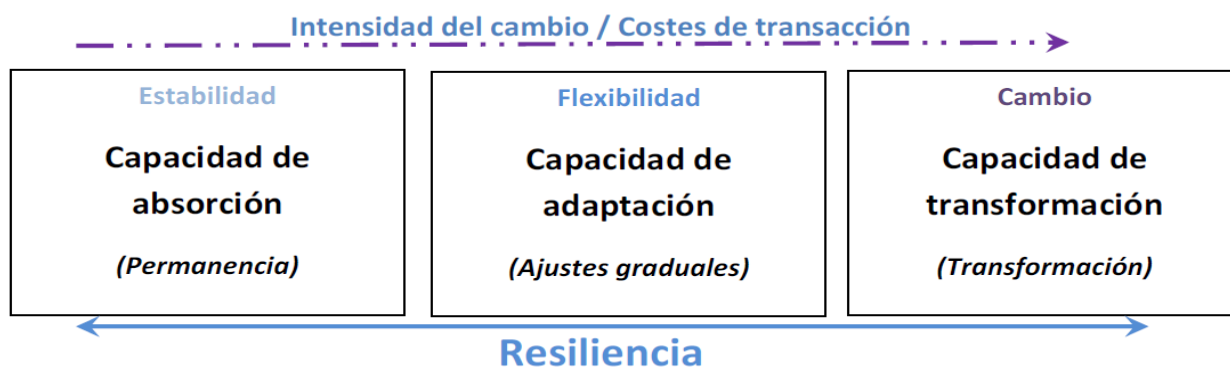 Intensidad del cambio / Costes de transacción
Estabilidad
Capacidad de
absorción
(Permanencia)
Flexibilidad
Capacidad de
adaptación
(Ajustes graduales)
Cambio
Capacidad de
transformación
(Transformación)
Resiliencia